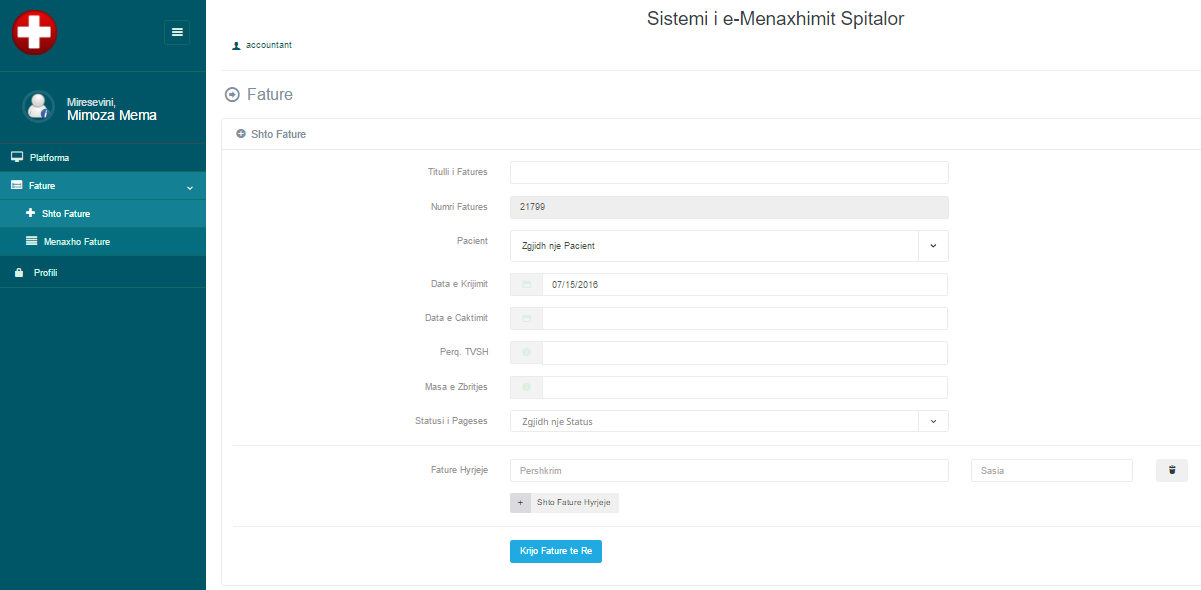 Sistemi i e-Menaxhimit Spitalor
accountant
Miresevini,
Mimoza Mema
Platforma
Fature
Shto Fature
Menaxho Fature
Profili
Fature
Shto Fature
Titulli i Fatures
Numri Fatures 21799
Pacient Zgjidh nje Pacient
Data e Krijimit 07/15/2016
Data e Caktimit
Perq. TVSH
Masa e Zbritjes
Statusi i Pageses Zgjidh nje Status
Fature Hyrjeje Pershkrim Sasia
+ Shto Fature Hyrjeje
Krijo Fature te Re